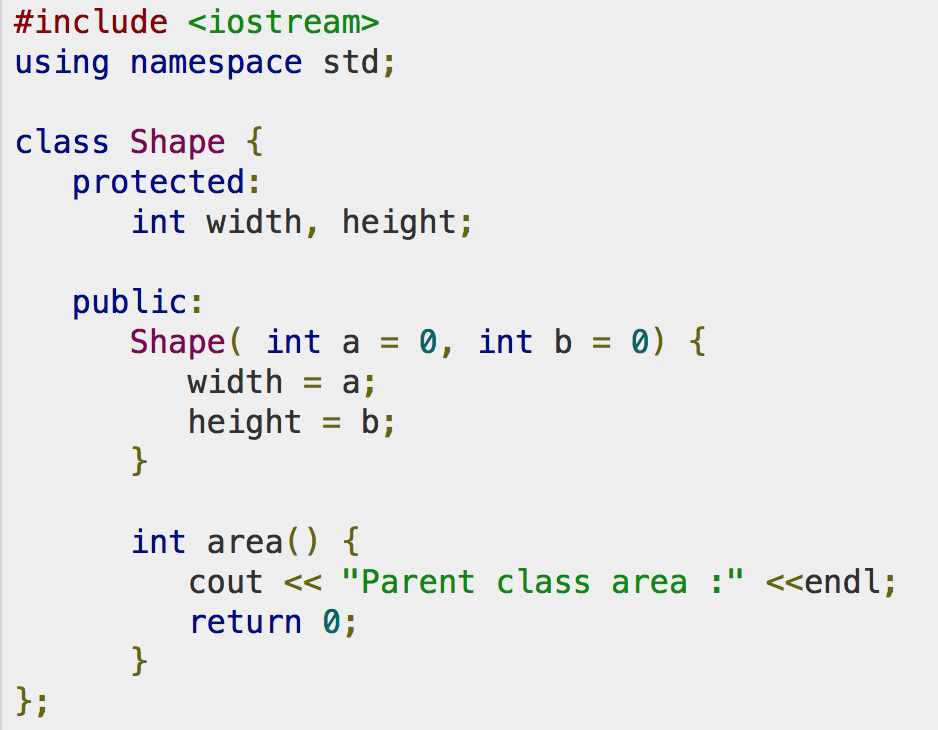 #include <iostream>
using namespace std;

class Shape {
   protected:
      int width, height;

   public:
      Shape( int a = 0, int b = 0) {
         width = a;
         height = b;
      }

      int area() {
         cout << "Parent class area :" <<endl;
         return 0;
      }
};